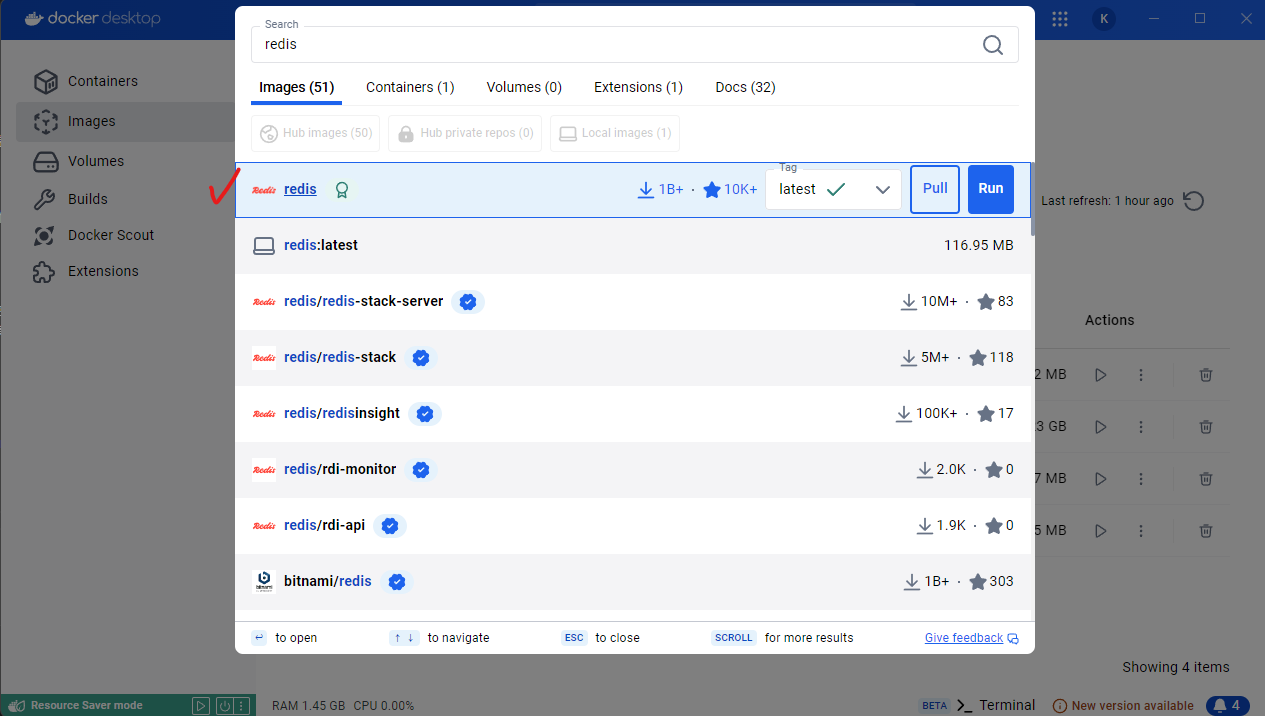 docker desktop
K
Search
redis
Images (51)
Containers (1)
Volumes (0)
Extensions (1)
Docs (32)
Hub images (50)
Hub private repos (0)
Local images (1)
Containers
Images
Volumes
Builds
Docker Scout
Extensions
Redis redis 1B+ · 10K+
Tag
latest
Pull
Run
Last refresh: 1 hour ago
redis:latest 116.95 MB
Redis redis/redis-stack-server 10M+ · 83
Redis redis/redis-stack 5M+ · 118
Redis redis/redisinsight 100K+ · 17
Redis redis/rdi-monitor 2.0K · 0
Redis redis/rdi-api 1.9K · 0
bitnami bitnami/redis 1B+ · 303
Actions
2 MB
3 GB
7 MB
5 MB
↵ to open
↑ ↓ to navigate
ESC to close
SCROLL for more results
Give feedback
Showing 4 items
Resource Saver mode
RAM 1.45 GB CPU 0.00%
BETA >_ Terminal
New version available
4